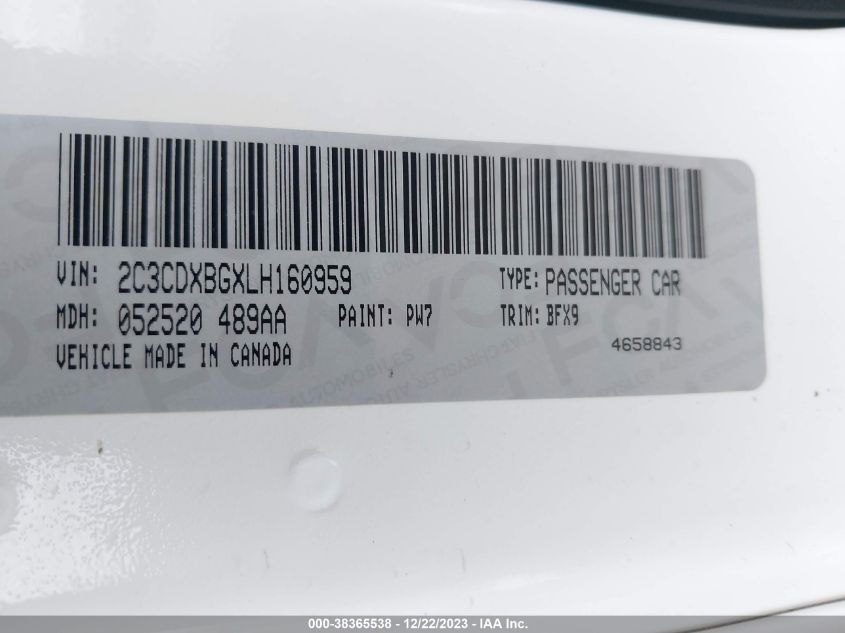 VIN: 2C3CDXBGXLH160959 TYPE: PASSENGER CAR
MDH: 052520 489AA PAINT: PW7 TRIM: BFX9
VEHICLE MADE IN CANADA 4658843
000-38365538 - 12/22/2023 - IAA Inc.